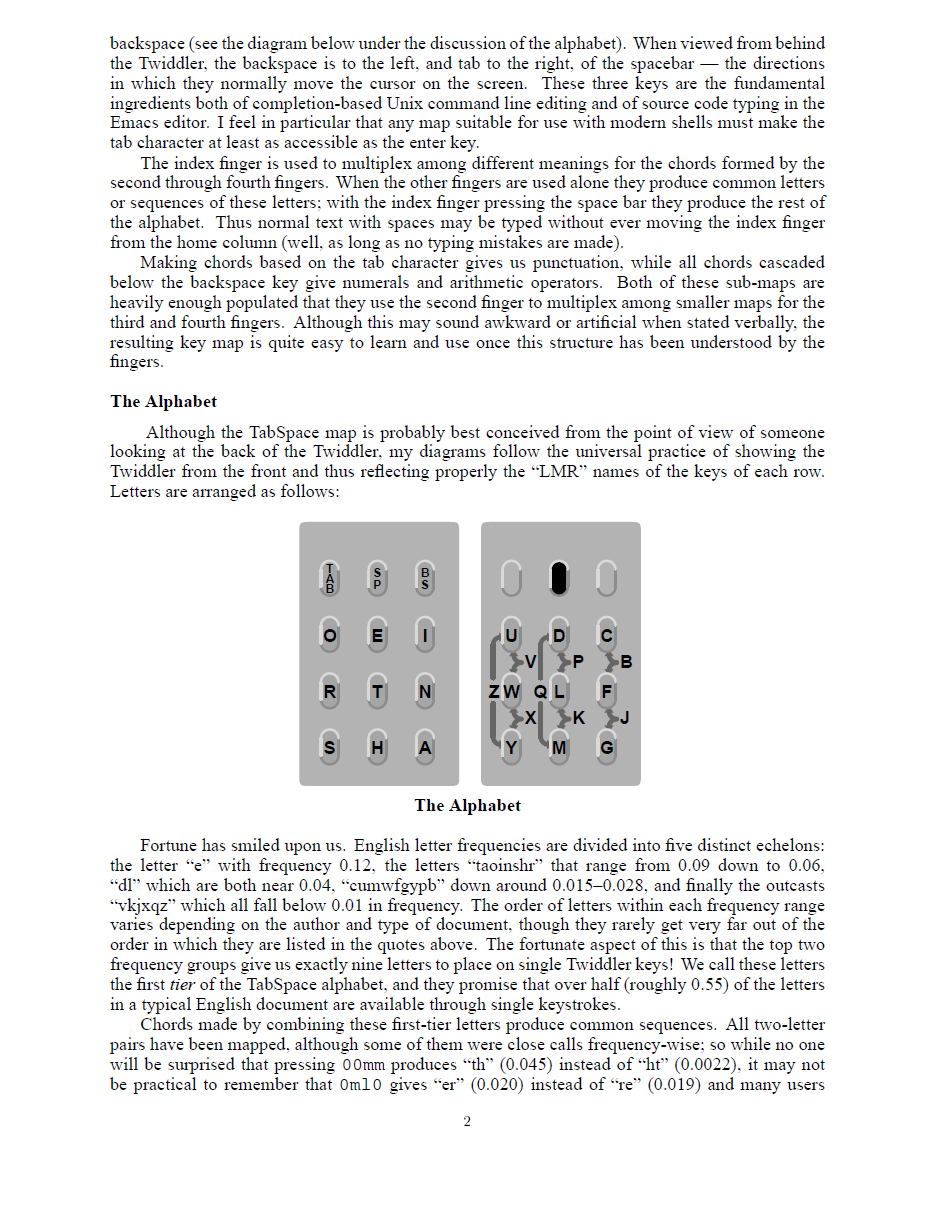 backspace (see the diagram below under the discussion of the alphabet). When viewed from behind
the Twiddler, the backspace is to the left, and tab to the right, of the spacebar — the directions
in which they normally move the cursor on the screen. These three keys are the fundamental
ingredients both of completion-based Unix command line editing and of source code typing in the
Emacs editor. I feel in particular that any map suitable for use with modern shells must make the
tab character at least as accessible as the enter key.
The index finger is used to multiplex among different meanings for the chords formed by the
second through fourth fingers. When the other fingers are used alone they produce common letters
or sequences of these letters; with the index finger pressing the space bar they produce the rest of
the alphabet. Thus normal text with spaces may be typed without ever moving the index finger
from the home column (well, as long as no typing mistakes are made).
Making chords based on the tab character gives us punctuation, while all chords cascaded
below the backspace key give numerals and arithmetic operators. Both of these sub-maps are
heavily enough populated that they use the second finger to multiplex among smaller maps for the
third and fourth fingers. Although this may sound awkward or artificial when stated verbally, the
resulting key map is quite easy to learn and use once this structure has been understood by the
fingers.
The Alphabet
Although the TabSpace map is probably best conceived from the point of view of someone
looking at the back of the Twiddler, my diagrams follow the universal practice of showing the
Twiddler from the front and thus reflecting properly the “LMR” names of the keys of each row.
Letters are arranged as follows:
TAB SP BS
O E I
R T N
S H A
U D C
V P B
Z W Q L F
X K J
Y M G
The Alphabet
Fortune has smiled upon us. English letter frequencies are divided into five distinct echelons:
the letter “e” with frequency 0.12, the letters “taoinshr” that range from 0.09 down to 0.06,
“dl” which are both near 0.04, “cumwfgypb” down around 0.015–0.028, and finally the outcasts
“vkjxqz” which all fall below 0.01 in frequency. The order of letters within each frequency range
varies depending on the author and type of document, though they rarely get very far out of the
order in which they are listed in the quotes above. The fortunate aspect of this is that the top two
frequency groups give us exactly nine letters to place on single Twiddler keys! We call these letters
the first tier of the TabSpace alphabet, and they promise that over half (roughly 0.55) of the letters
in a typical English document are available through single keystrokes.
Chords made by combining these first-tier letters produce common sequences. All two-letter
pairs have been mapped, although some of them were close calls frequency-wise; so while no one
will be surprised that pressing 00mm produces “th” (0.045) instead of “ht” (0.0022), it may not
be practical to remember that 0ml0 gives “er” (0.020) instead of “re” (0.019) and many users
2